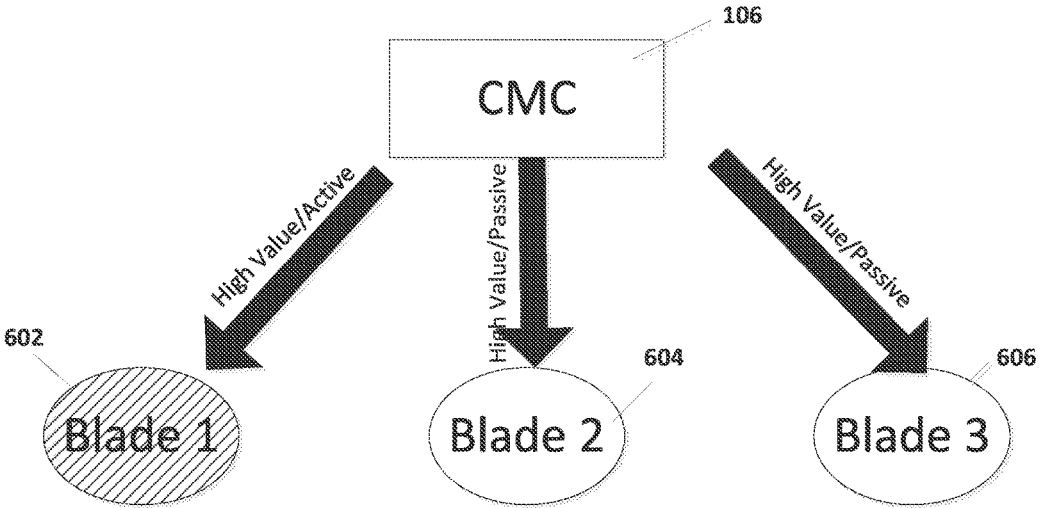 106
CMC
High Value/Active
High Value/Passive
High Value/Passive
602
604
606
Blade 1
Blade 2
Blade 3